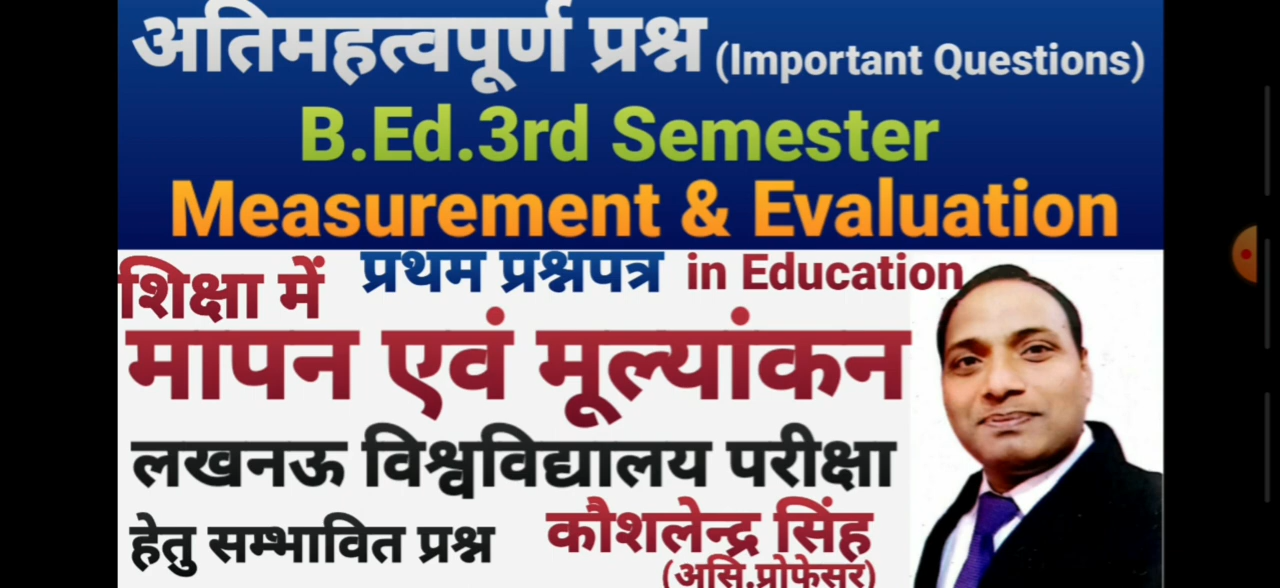 अतिमहत्वपूर्ण प्रश्न (Important Questions)
B.Ed.3rd Semester
Measurement & Evaluation
शिक्षा में प्रथम प्रश्नपत्र in Education
मापन एवं मूल्यांकन
लखनऊ विश्वविद्यालय परीक्षा
हेतु सम्भावित प्रश्न कौशलेन्द्र सिंह
(असि.प्रोफेसर)